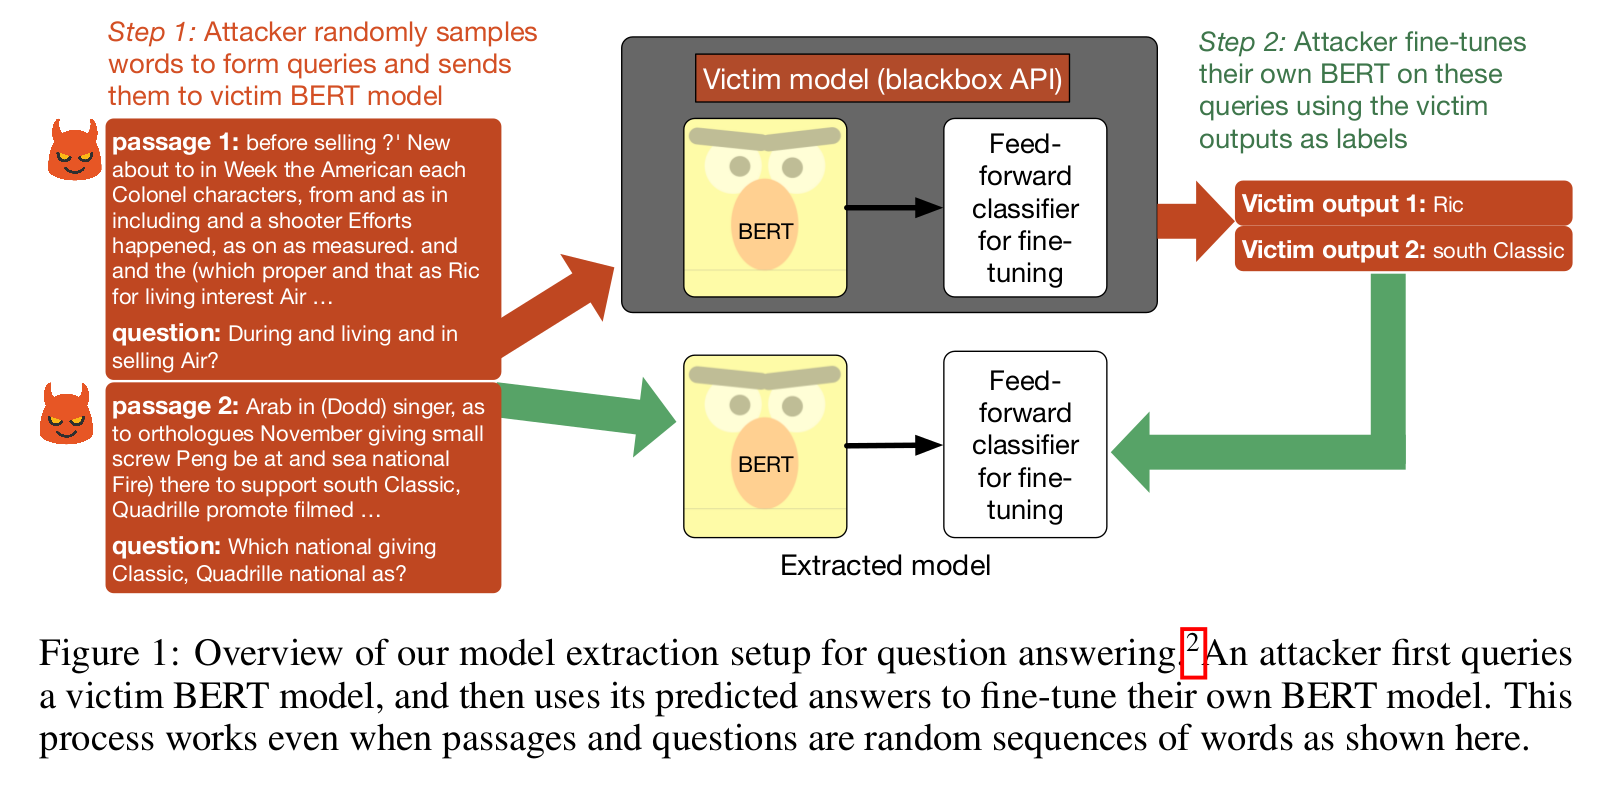 Step 1: Attacker randomly samples
words to form queries and sends
them to victim BERT model
passage 1: before selling ?' New
about to in Week the American each
Colonel characters, from and as in
including and a shooter Efforts
happened, as on as measured. and
and the (which proper and that as Ric
for living interest Air …
question: During and living and in
selling Air?
passage 2: Arab in (Dodd) singer, as
to orthologues November giving small
screw Peng be at and sea national
Fire) there to support south Classic,
Quadrille promote filmed …
question: Which national giving
Classic, Quadrille national as?
Victim model (blackbox API)
BERT
Feed-
forward
classifier
for fine-
tuning
BERT
Feed-
forward
classifier
for fine-
tuning
Extracted model
Step 2: Attacker fine-tunes
their own BERT on these
queries using the victim
outputs as labels
Victim output 1: Ric
Victim output 2: south Classic
Figure 1: Overview of our model extraction setup for question answering.2 An attacker first queries
a victim BERT model, and then uses its predicted answers to fine-tune their own BERT model. This
process works even when passages and questions are random sequences of words as shown here.